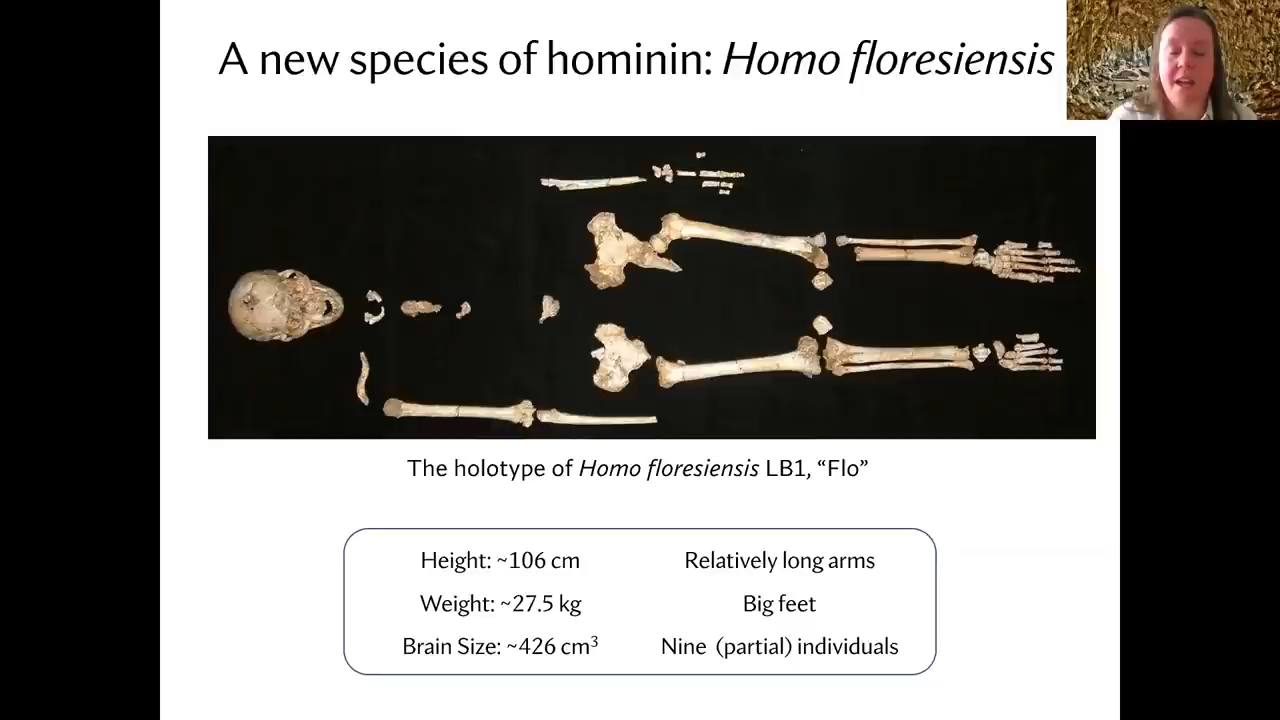 A new species of hominin: Homo floresiensis
The holotype of Homo floresiensis LB1, “Flo”
Height: ~106 cm
Weight: ~27.5 kg
Brain Size: ~426 cm³
Relatively long arms
Big feet
Nine (partial) individuals